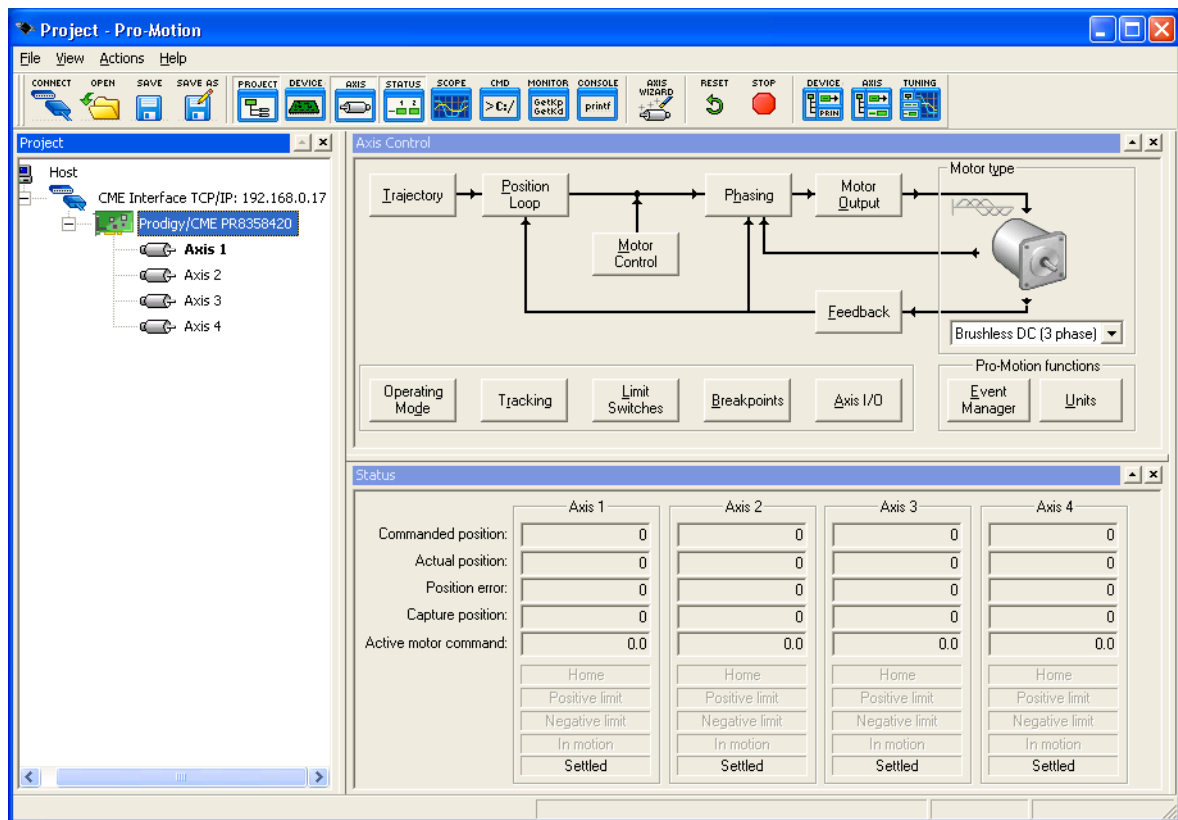 Project - Pro-Motion
File View Actions Help
CONNECT OPEN SAVE SAVE AS PROJECT DEVICE AXIS STATUS SCOPE CMD MONITOR CONSOLE AXIS WIZARD RESET STOP DEVICE AXIS TUNING
1 2
>C:/
GetKp
GetKd
printf
PRIN
Project
Host
CME Interface TCP/IP: 192.168.0.17
Prodigy/CME PR8358420
Axis 1
Axis 2
Axis 3
Axis 4
Axis Control
Trajectory
Position
Loop
Motor
Control
Phasing
Motor
Output
Feedback
Motor type
Brushless DC (3 phase)
Operating
Mode
Tracking
Limit
Switches
Breakpoints
Axis I/O
Pro-Motion functions
Event
Manager
Units
Status
Axis 1 Axis 2 Axis 3 Axis 4
Commanded position: 0 0 0 0
Actual position: 0 0 0 0
Position error: 0 0 0 0
Capture position: 0 0 0 0
Active motor command: 0.0 0.0 0.0 0.0
Home Home Home Home
Positive limit Positive limit Positive limit Positive limit
Negative limit Negative limit Negative limit Negative limit
In motion In motion In motion In motion
Settled Settled Settled Settled